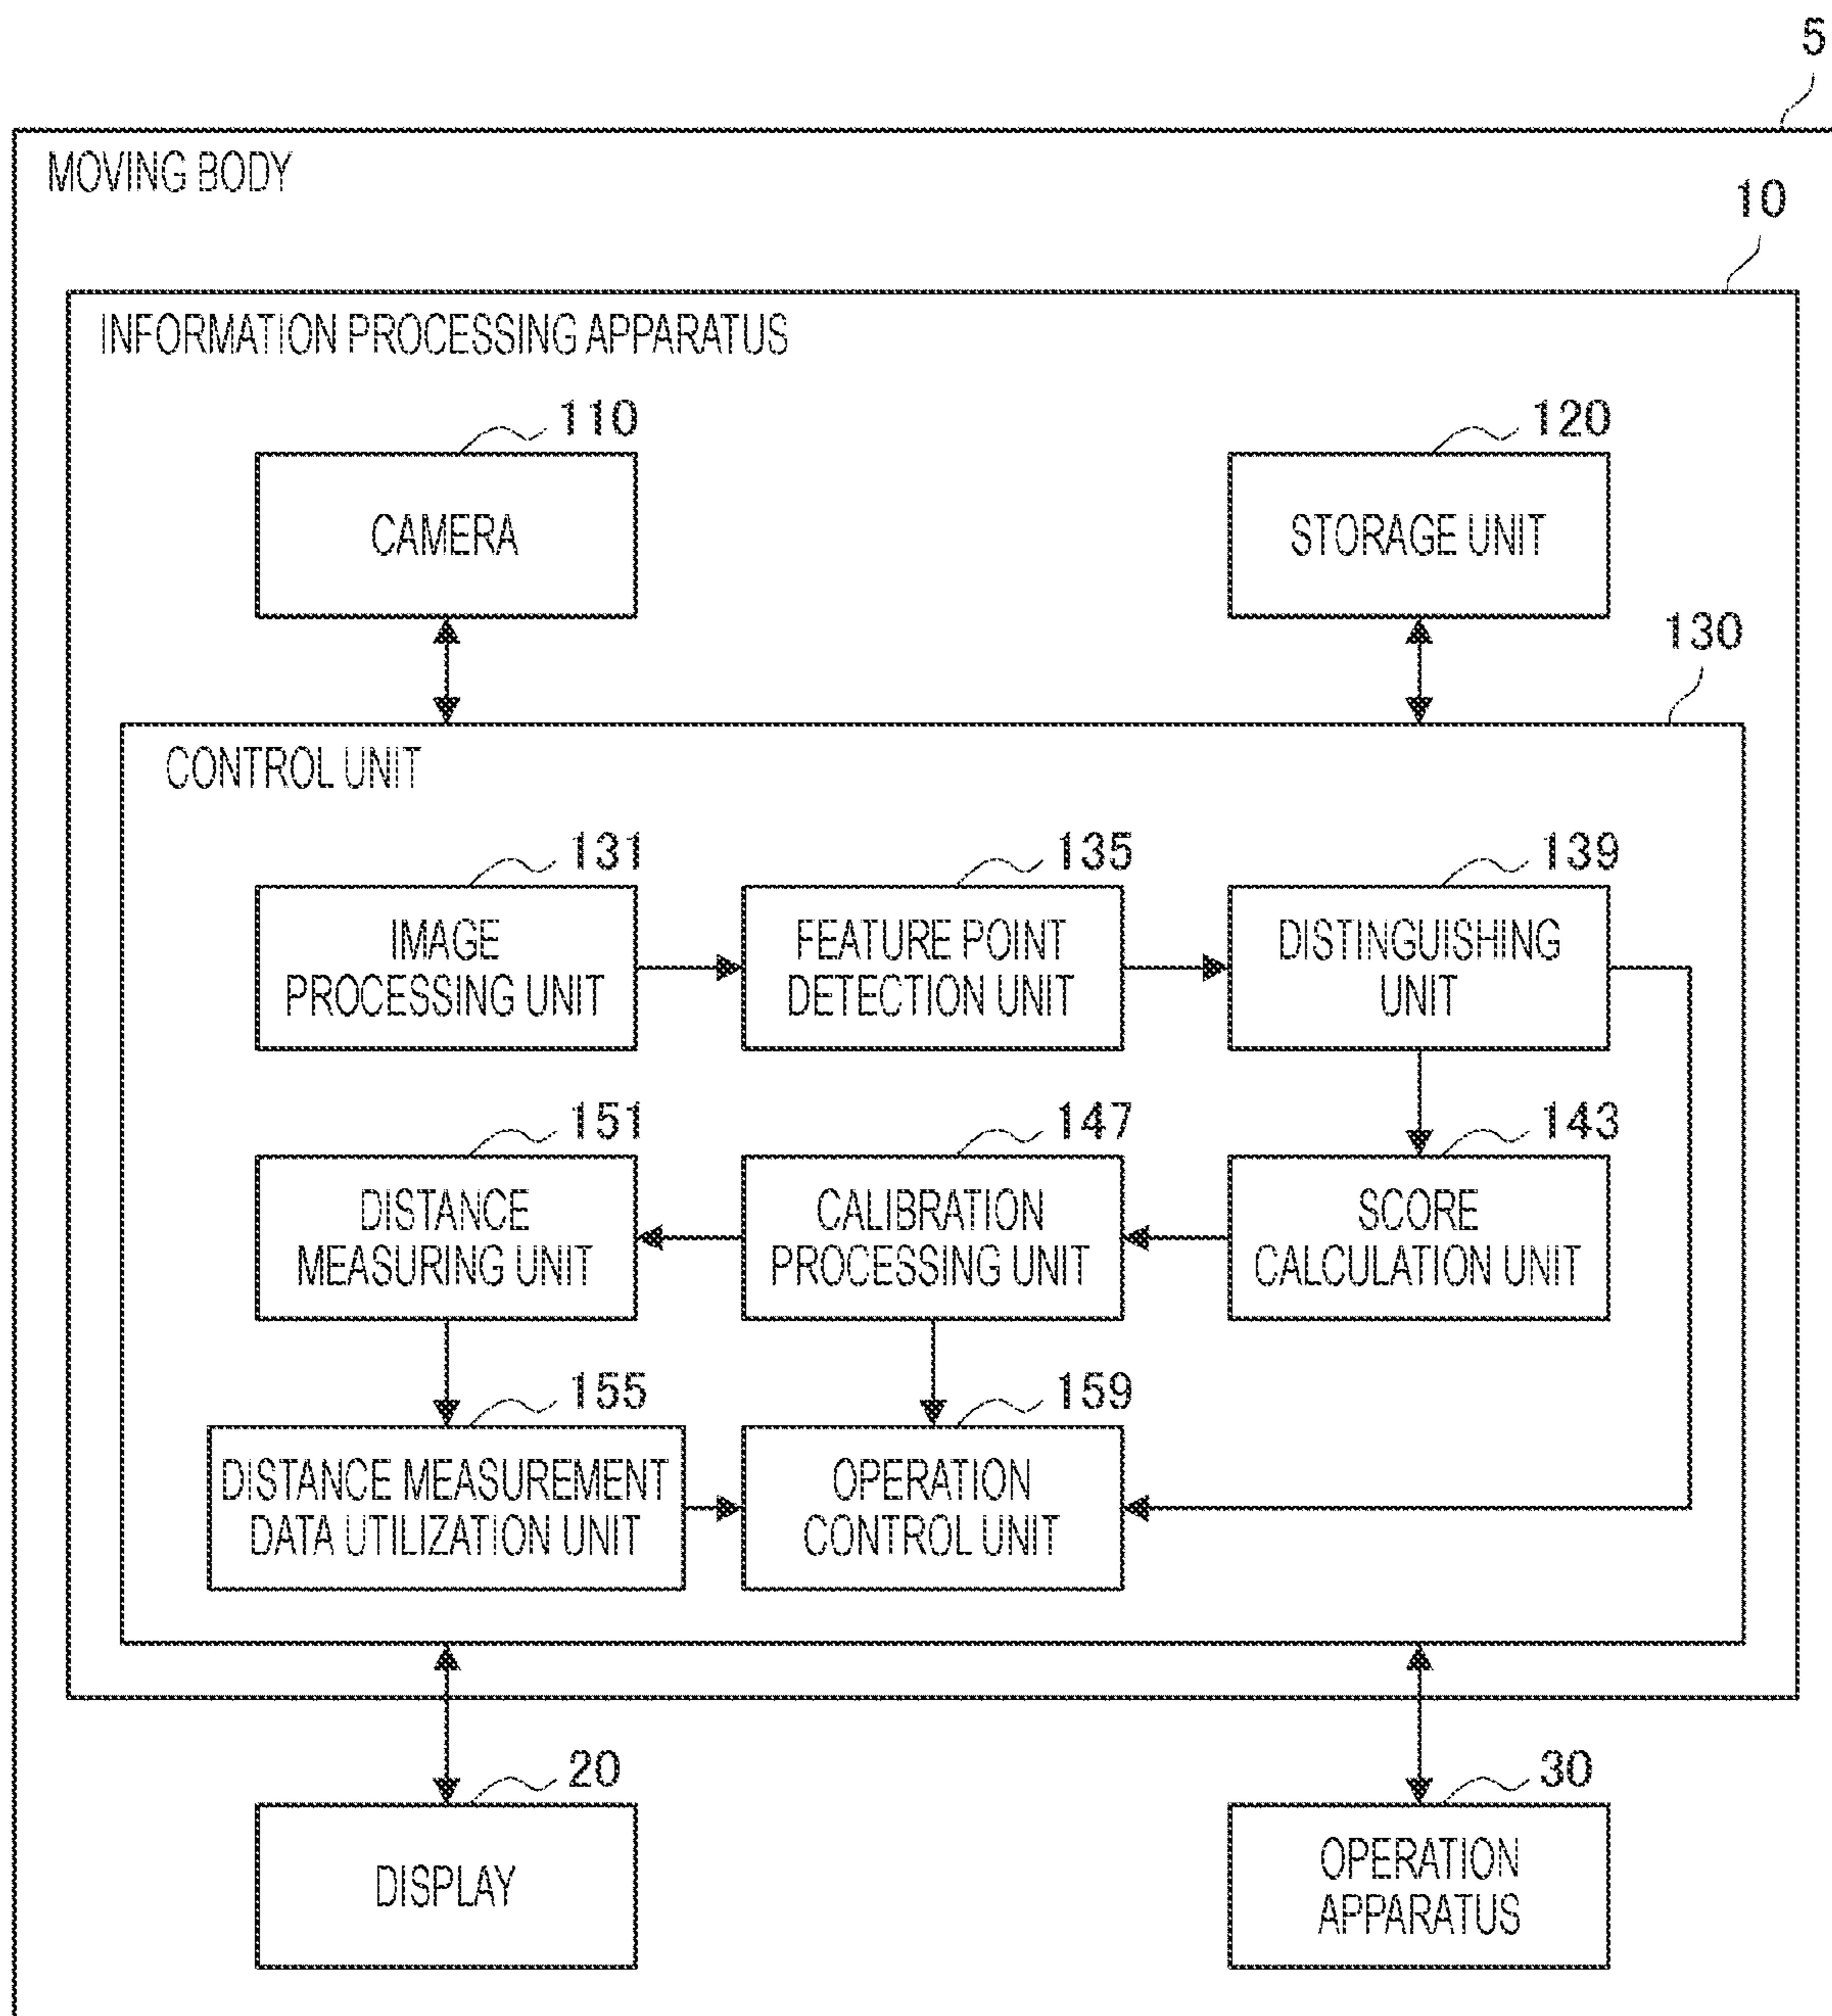 5
MOVING BODY
10
INFORMATION PROCESSING APPARATUS
110
120
CAMERA
STORAGE UNIT
130
CONTROL UNIT
131
135
139
IMAGE
PROCESSING UNIT
FEATURE POINT
DETECTION UNIT
DISTINGUISHING
UNIT
151
147
143
DISTANCE
MEASURING UNIT
CALIBRATION
PROCESSING UNIT
SCORE
CALCULATION UNIT
155
159
DISTANCE MEASUREMENT
DATA UTILIZATION UNIT
OPERATION
CONTROL UNIT
20
30
DISPLAY
OPERATION
APPARATUS